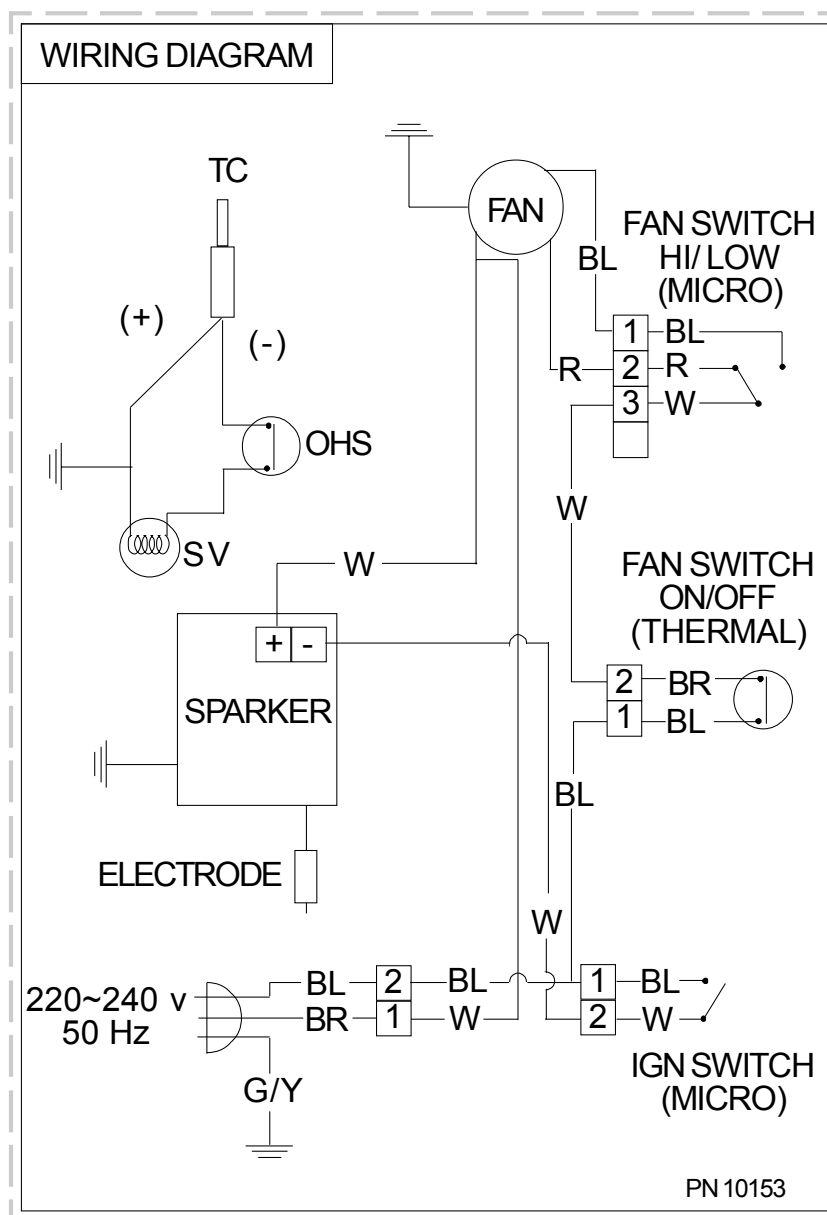 WIRING DIAGRAM
TC
(+)
(-)
OHS
SV
FAN
BL
R
FAN SWITCH
HI/ LOW
(MICRO)
1 BL
2 R
3 W
W
W
FAN SWITCH
ON/OFF
(THERMAL)
2 BR
1 BL
+ -
SPARKER
BL
ELECTRODE
W
220~240 v
50 Hz
BL 2 BL
BR 1 W
G/Y
1 BL
2 W
IGN SWITCH
(MICRO)
PN 10153